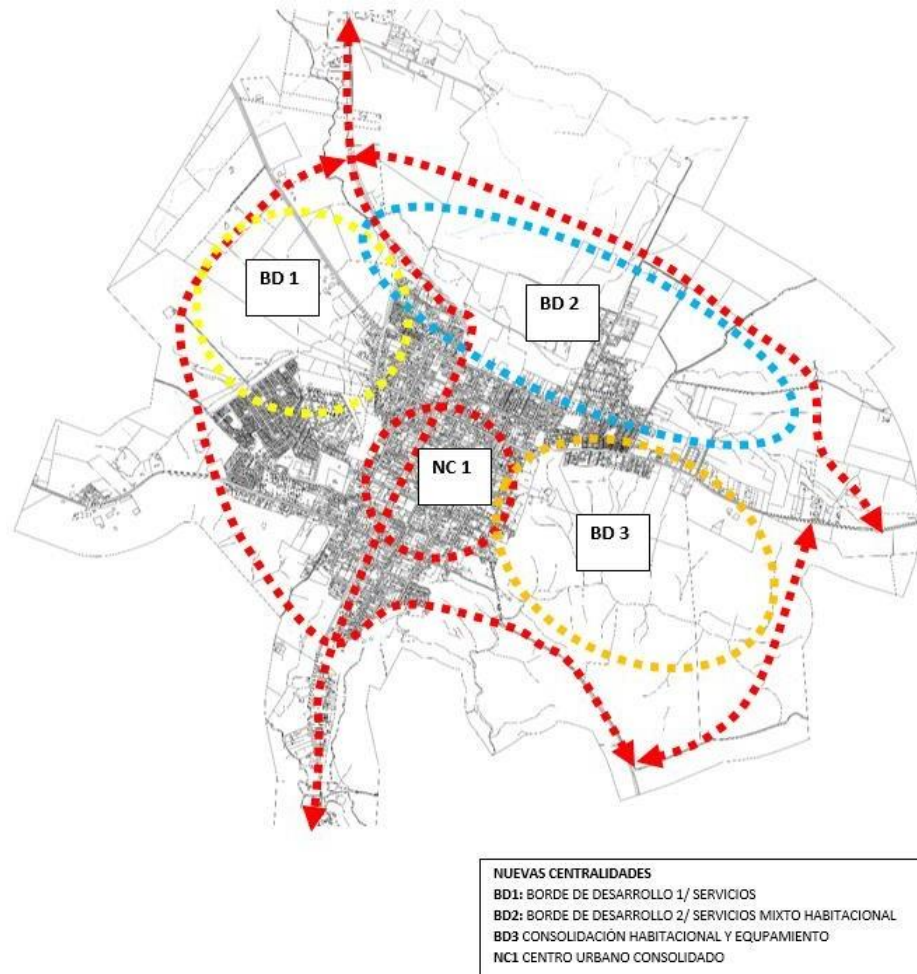 BD 1
BD 2
NC 1
BD 3
NUEVAS CENTRALIDADES
BD1: BORDE DE DESARROLLO 1/ SERVICIOS
BD2: BORDE DE DESARROLLO 2/ SERVICIOS MIXTO HABITACIONAL
BD3 CONSOLIDACIÓN HABITACIONAL Y EQUPAMIENTO
NC1 CENTRO URBANO CONSOLIDADO